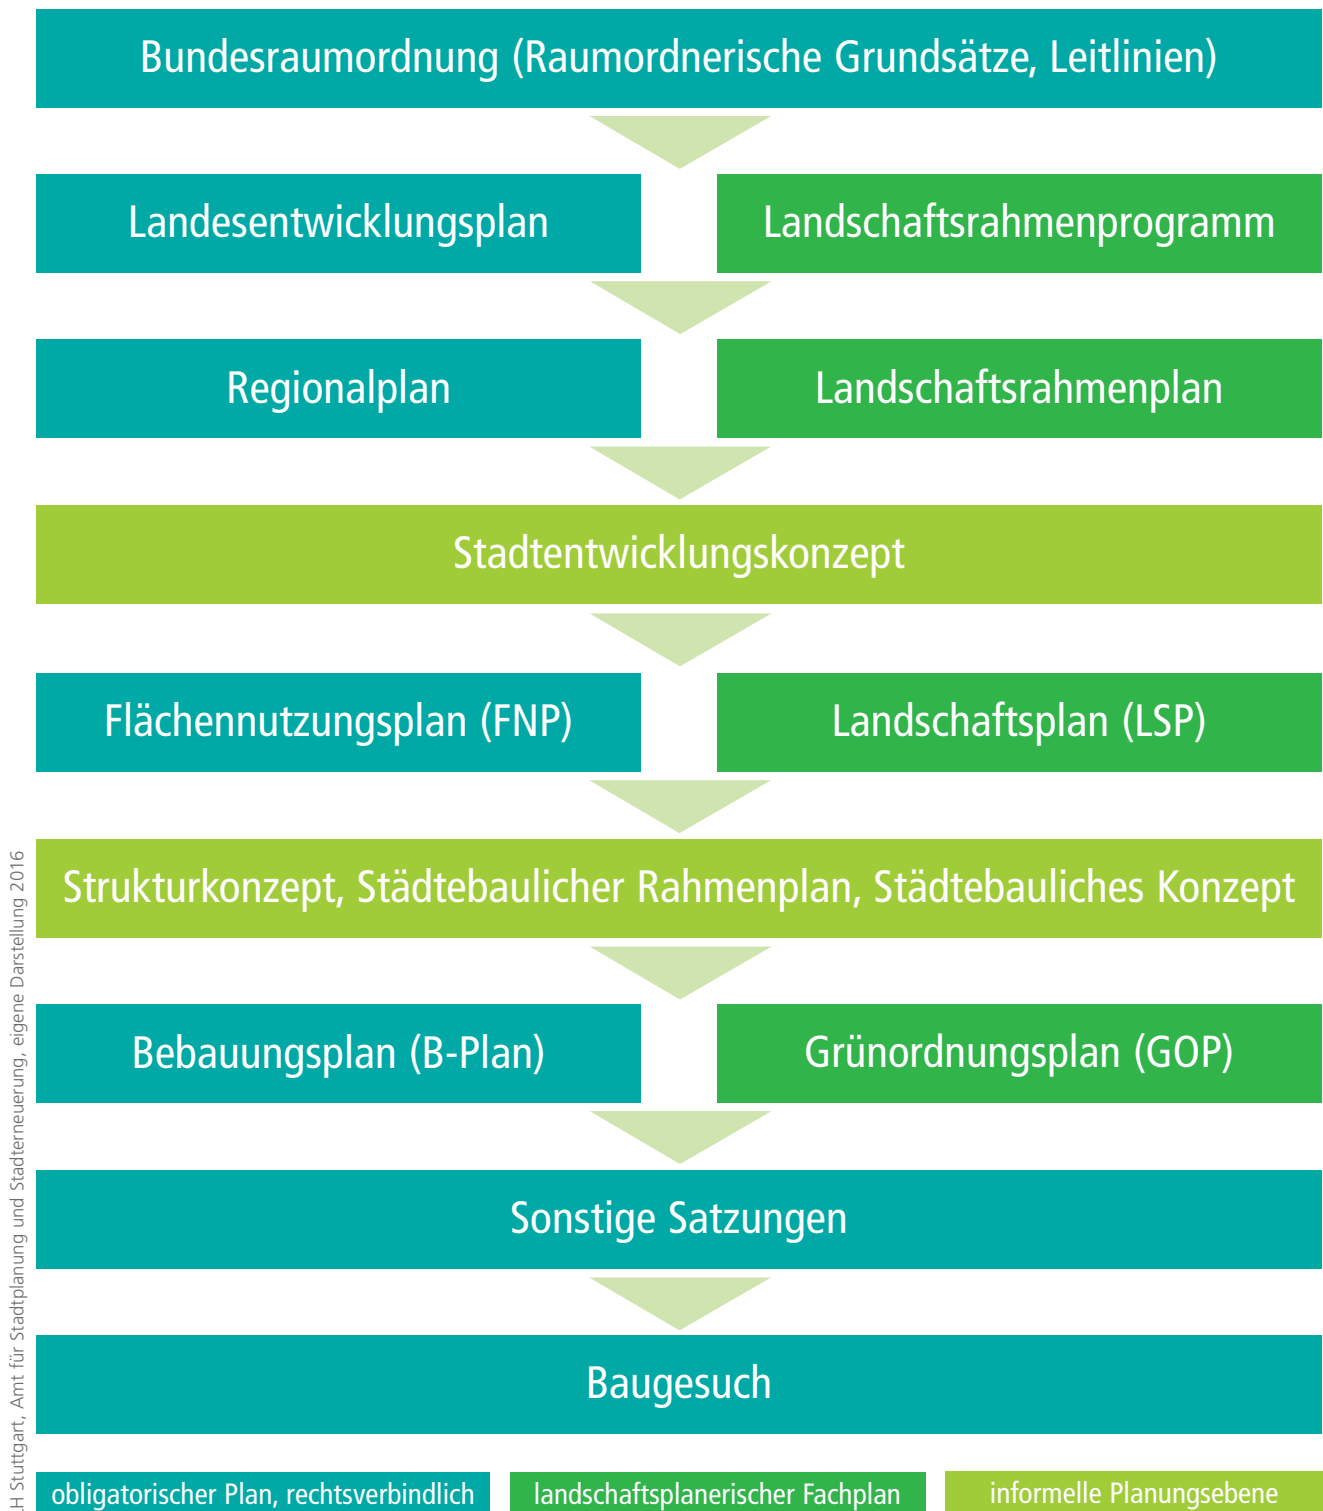 Bundesraumordnung (Raumordnerische Grundsätze, Leitlinien)
Landesentwicklungsplan
Landschaftsrahmenprogramm
Regionalplan
Landschaftsrahmenplan
Stadtentwicklungskonzept
Flächennutzungsplan (FNP)
Landschaftsplan (LSP)
Strukturkonzept, Städtebaulicher Rahmenplan, Städtebauliches Konzept
Bebauungsplan (B-Plan)
Grünordnungsplan (GOP)
Sonstige Satzungen
Baugesuch
obligatorischer Plan, rechtsverbindlich
landschaftsplanerischer Fachplan
informelle Planungsebene
Stuttgart, Amt für Stadtplanung und Stadterneuerung, eigene Darstellung 2016